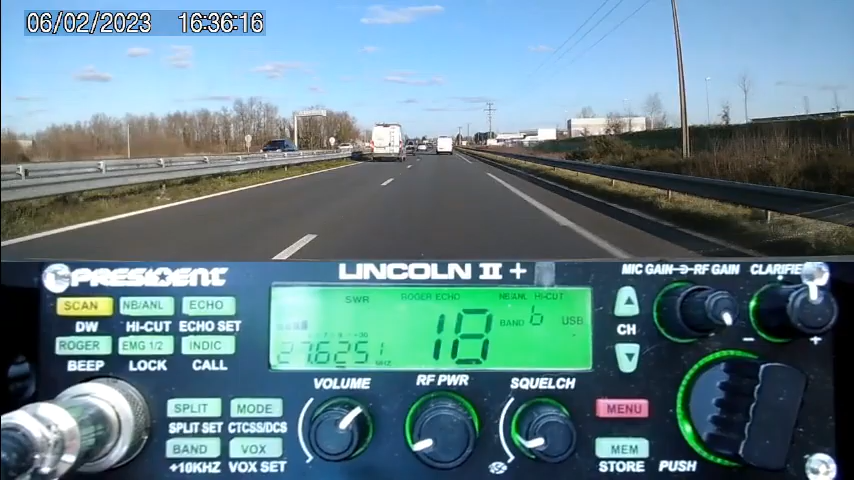 06/02/2023 16:36:16
PRESIDENT LINCOLN II + MIC GAIN RF GAIN CLARIFIER
SCAN NB/ANL ECHO
DW HI-CUT ECHO SET
ROGER EMG 1/2 INDIC
BEEP LOCK CALL
SWR ROGER ECHO NB/ANL HI-CUT
18 BAND 6 USB
27.6251 MHz
CH
- +
VOLUME RF PWR SQUELCH
SPLIT MODE
SPLIT SET CTCSS/DCS
BAND VOX
+10KHZ VOX SET
MENU
MEM
STORE PUSH